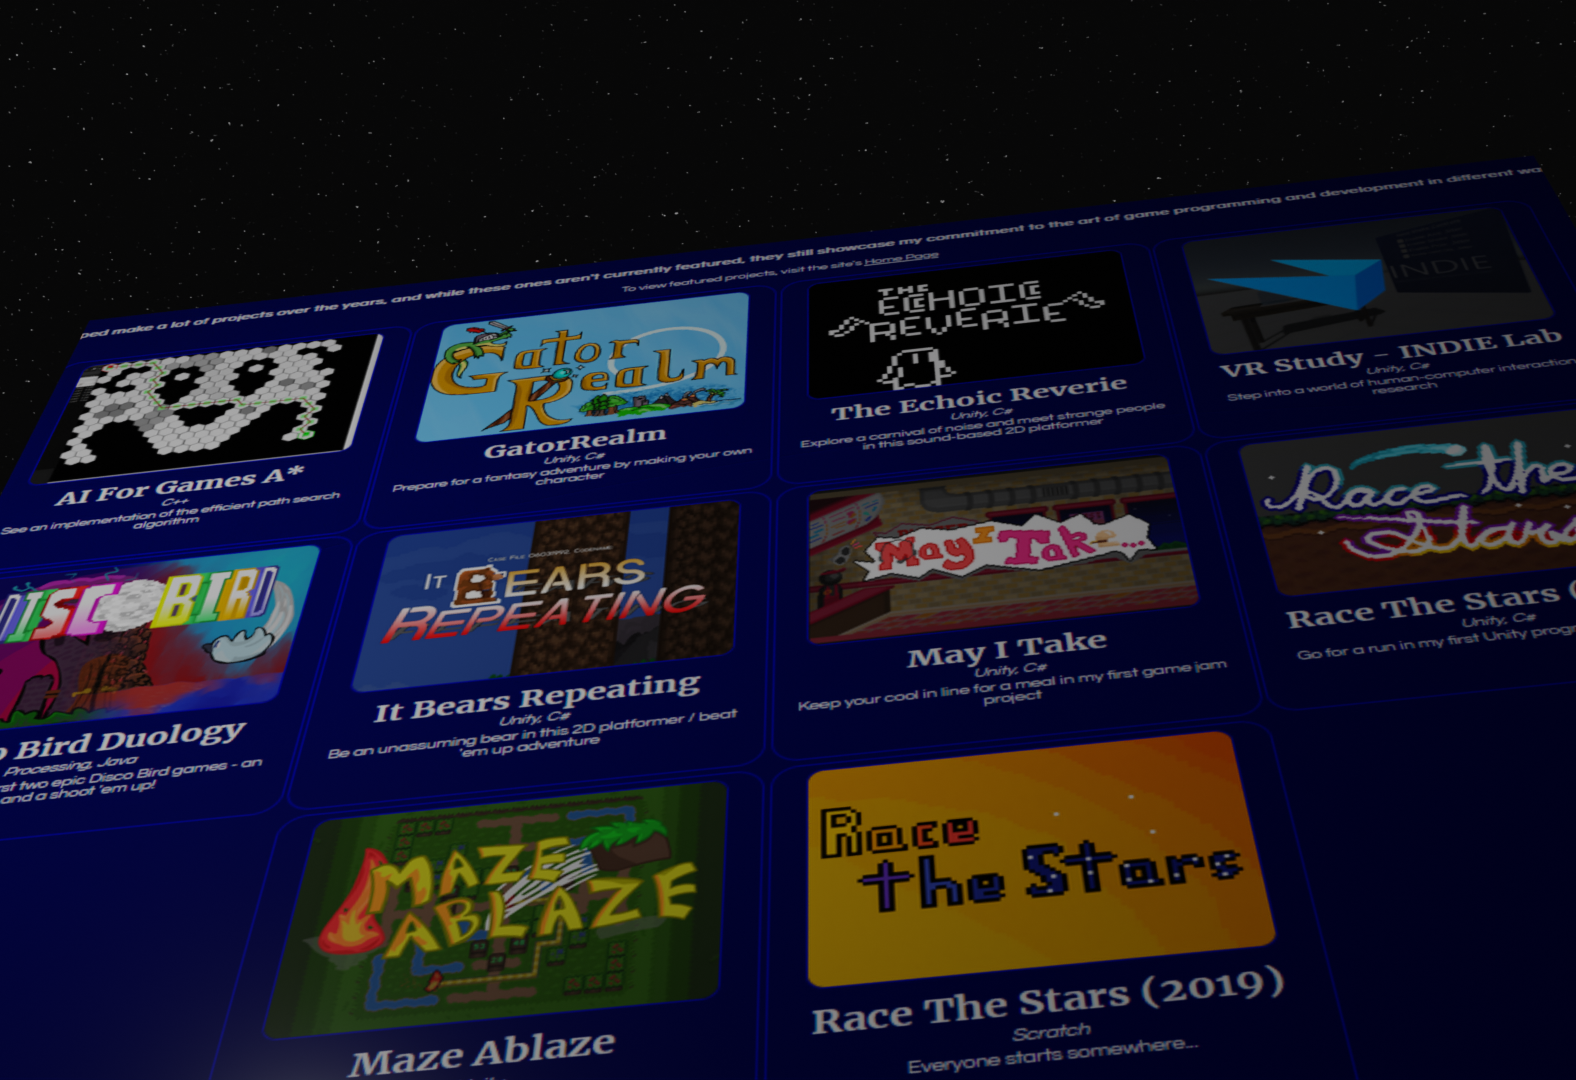 ped make a lot of projects over the years, and while these ones aren't currently featured, they still showcase my commitment to the art of game programming and development in different wa
To view featured projects, visit the site's Home Page
AI For Games A*
C++
See an implementation of the efficient path search
algorithm
Gator
Realm
GatorRealm
Unity, C#
Prepare for a fantasy adventure by making your own
character
THE
ECHOIC
REVERIE
The Echoic Reverie
Unity, C#
Explore a carnival of noise and meet strange people
in this sound-based 2D platformer
INDIE
VR Study – INDIE Lab
Unity, C#
Step into a world of human-computer interaction
research
DISCO BIRD
o Bird Duology
Processing, Java
rst two epic Disco Bird games - an
and a shoot 'em up!
IT BEARS
REPEATING
It Bears Repeating
Unity, C#
Be an unassuming bear in this 2D platformer / beat
'em up adventure
May I Take...
May I Take
Unity, C#
Keep your cool in line for a meal in my first game jam
project
Race the
Stars
Race The Stars (
Unity, C#
Go for a run in my first Unity prog
MAZE
ABLAZE
Maze Ablaze
Race
the Stars
Race The Stars (2019)
Scratch
Everyone starts somewhere...